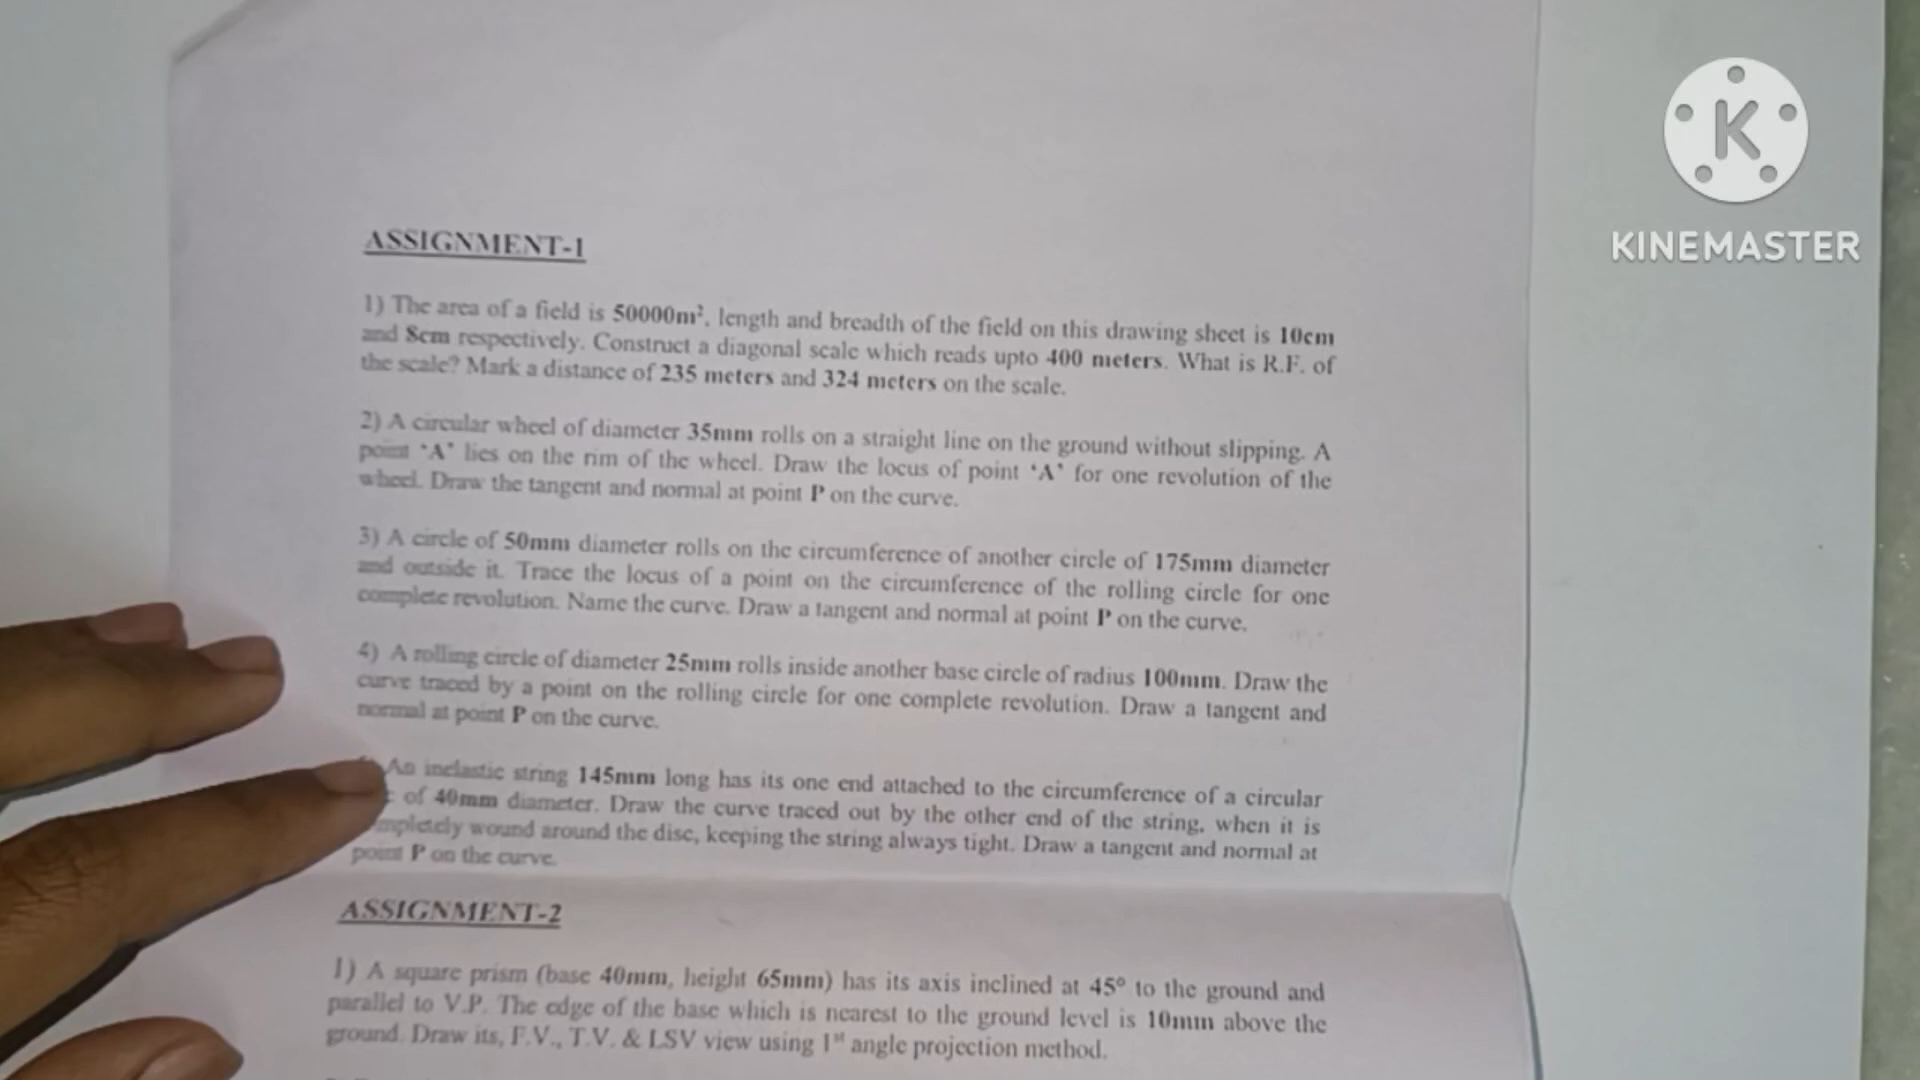 K
KINEMASTER
ASSIGNMENT-1
1) The area of a field is 50000m², length and breadth of the field on this drawing sheet is 10cm
and 8cm respectively. Construct a diagonal scale which reads upto 400 meters. What is R.F. of
the scale? Mark a distance of 235 meters and 324 meters on the scale.
2) A circular wheel of diameter 35mm rolls on a straight line on the ground without slipping. A
point 'A' lies on the rim of the wheel. Draw the locus of point 'A' for one revolution of the
wheel. Draw the tangent and normal at point P on the curve.
3) A circle of 50mm diameter rolls on the circumference of another circle of 175mm diameter
and outside it. Trace the locus of a point on the circumference of the rolling circle for one
complete revolution. Name the curve. Draw a tangent and normal at point P on the curve.
4) A rolling circle of diameter 25mm rolls inside another base circle of radius 100mm. Draw the
curve traced by a point on the rolling circle for one complete revolution. Draw a tangent and
normal at point P on the curve.
An inelastic string 145mm long has its one end attached to the circumference of a circular
of 40mm diameter. Draw the curve traced out by the other end of the string, when it is
mpletely wound around the disc, keeping the string always tight. Draw a tangent and normal at
point P on the curve.
ASSIGNMENT-2
1) A square prism (base 40mm, height 65mm) has its axis inclined at 45° to the ground and
parallel to V.P. The edge of the base which is nearest to the ground level is 10mm above the
ground. Draw its, F.V., T.V. & LSV view using 1st angle projection method.